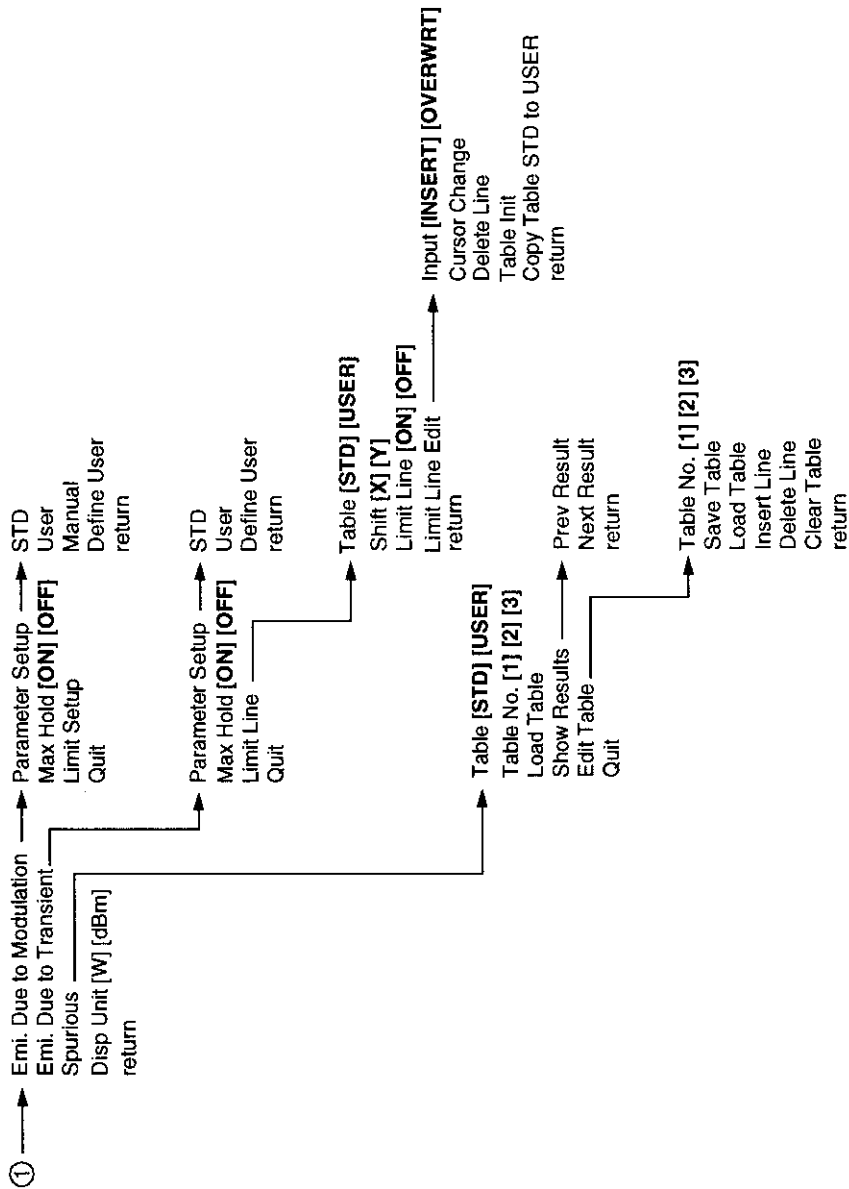 ①
Emi. Due to Modulation
Emi. Due to Transient
Spurious
Disp Unit [W] [dBm]
return
Parameter Setup
Max Hold [ON] [OFF]
Limit Setup
Quit
STD
User
Manual
Define User
return
Parameter Setup
Max Hold [ON] [OFF]
Limit Line
Quit
STD
User
Define User
return
Table [STD] [USER]
Shift [X] [Y]
Limit Line [ON] [OFF]
Limit Line Edit
return
Input [INSERT] [OVERWRT]
Cursor Change
Delete Line
Table Init
Copy Table STD to USER
return
Table [STD] [USER]
Table No. [1] [2] [3]
Load Table
Show Results
Edit Table
Quit
Prev Result
Next Result
return
Table No. [1] [2] [3]
Save Table
Load Table
Insert Line
Delete Line
Clear Table
return